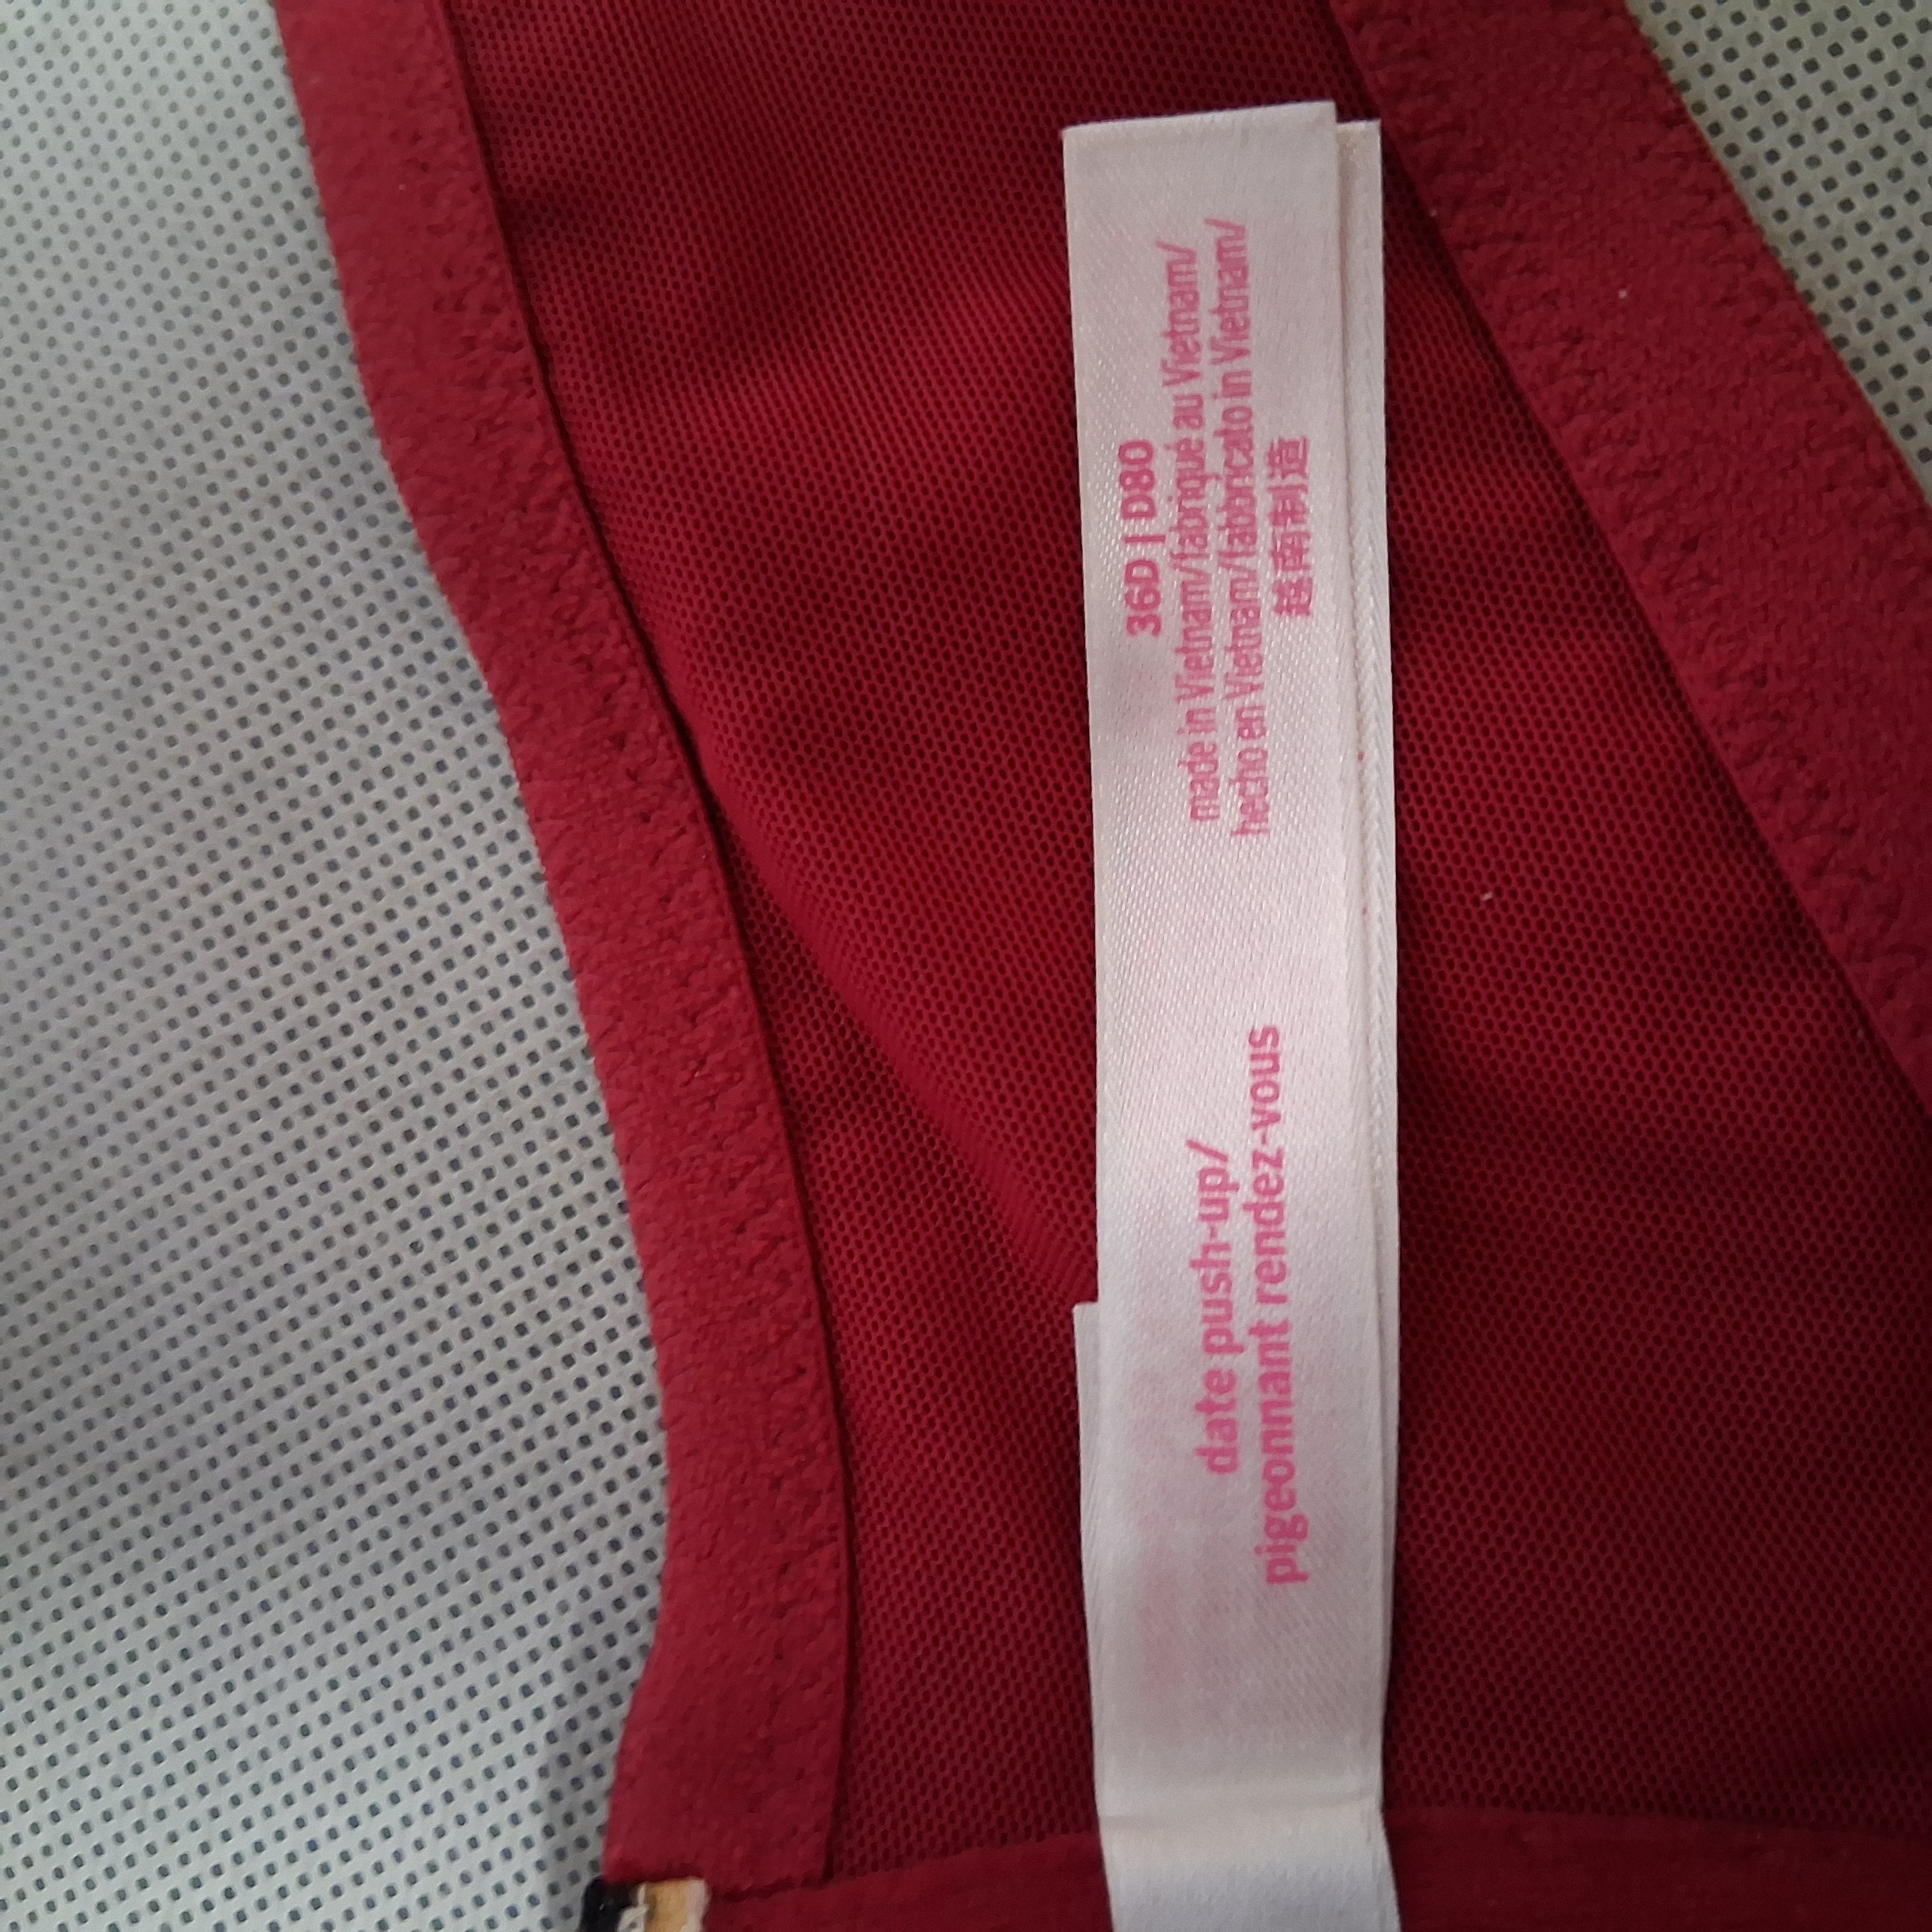 36D | D80
made in Vietnam/fabriqué au Vietnam/
hecho en Vietnam/fabbricato in Vietnam/
越南制造
date push-up/
pigeonnant rendez-vous